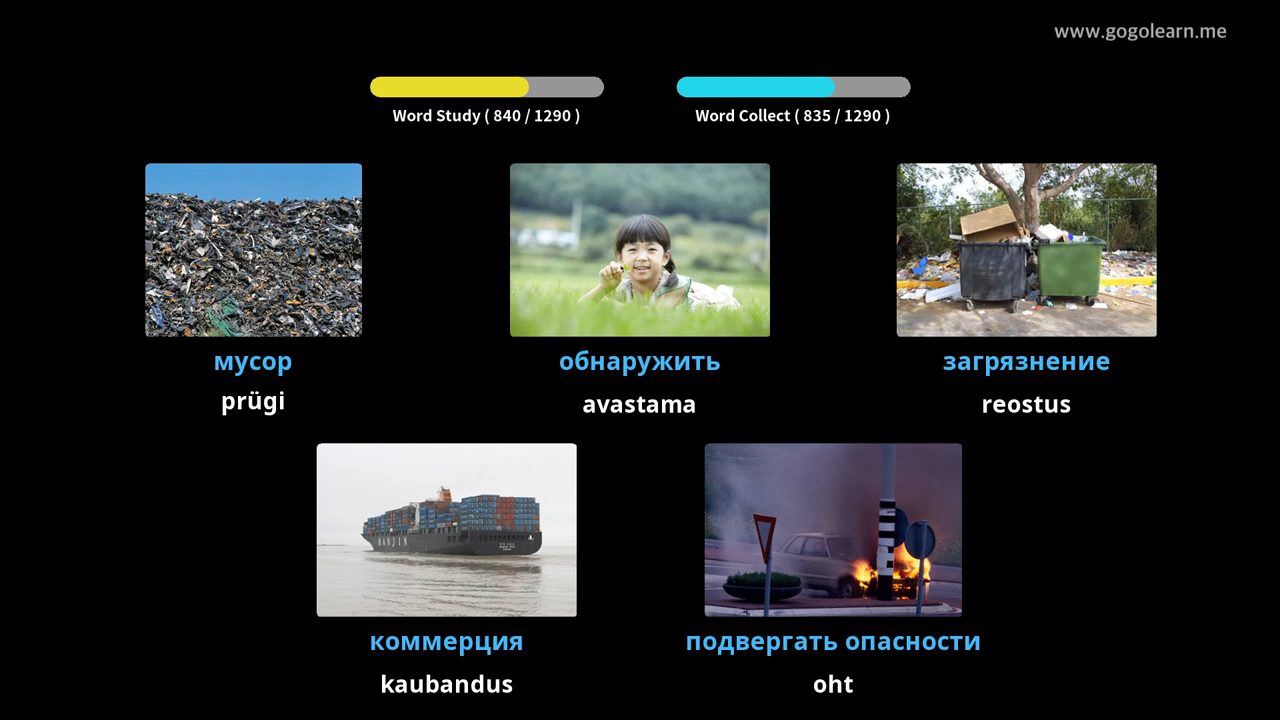 www.gogolearn.me
Word Study ( 840 / 1290 )
Word Collect ( 835 / 1290 )
мусор
prügi
обнаружить
avastama
загрязнение
reostus
HANJIN
коммерция
kaubandus
подвергать опасности
oht